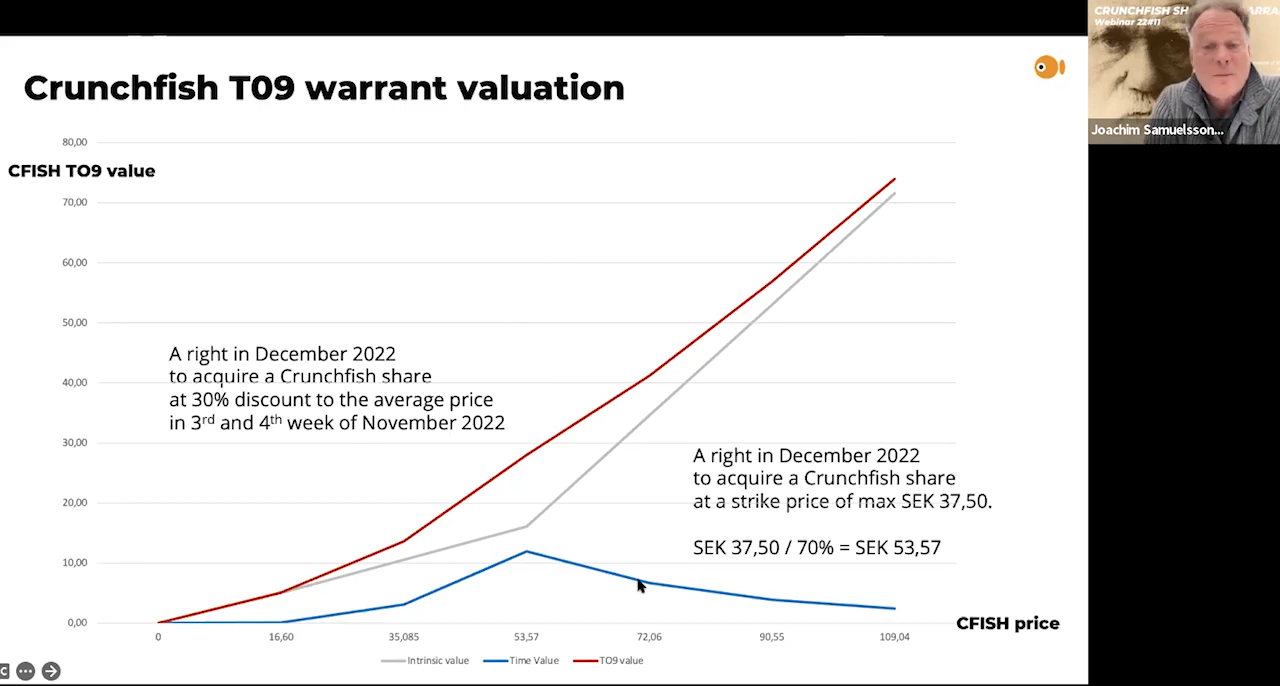 CRUNCHFISH SH
ARRA
Webinar 22#11
Joachim Samuelsson...
Crunchfish T09 warrant valuation
80,00
CFISH TO9 value
70,00
60,00
50,00
A right in December 2022
to acquire a Crunchfish share
40,00
at 30% discount to the average price
in 3rd and 4th week of November 2022
30,00
A right in December 2022
to acquire a Crunchfish share
at a strike price of max SEK 37,50.
20,00
SEK 37,50 / 70% = SEK 53,57
10,00
0,00
CFISH price
0 16,60 35,085 53,57 72,06 90,55 109,04
Intrinsic value Time Value TO9 value